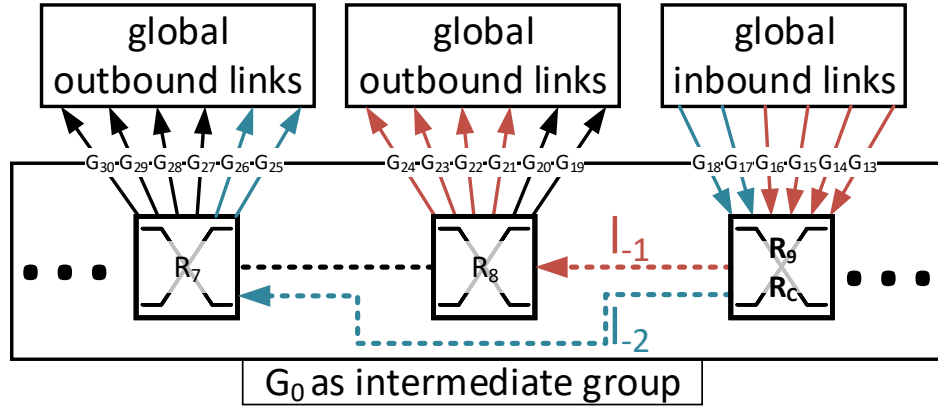 global
outbound links
global
outbound links
global
inbound links
G₃₀ G₂₉ G₂₈ G₂₇ G₂₆ G₂₅
G₂₄ G₂₃ G₂₂ G₂₁ G₂₀ G₁₉
G₁₈ G₁₇ G₁₆ G₁₅ G₁₄ G₁₃
R₇
R₈
R₉
R_C
l₋₁
l₋₂
G₀ as intermediate group